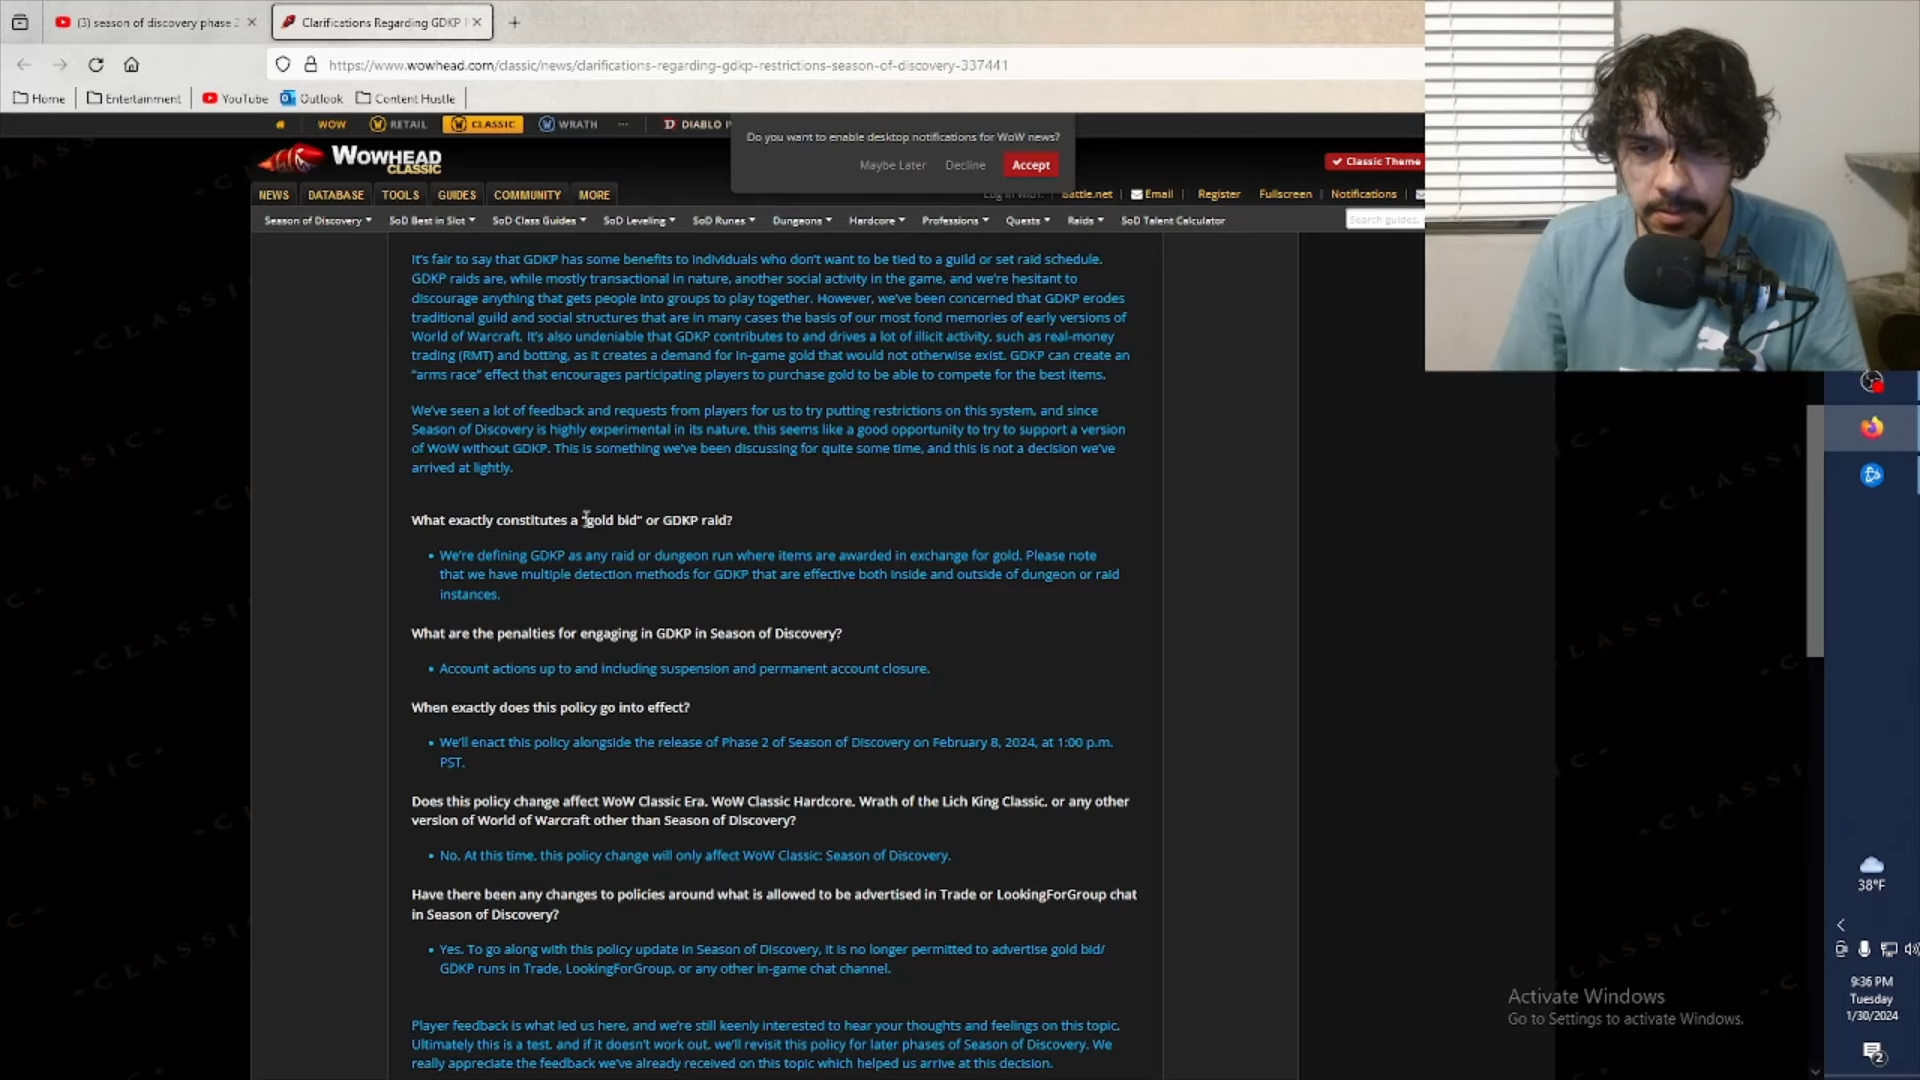 (3) season of discovery phase 2
Clarifications Regarding GDKP
https://www.wowhead.com/classic/news/clarifications-regarding-gdkp-restrictions-season-of-discovery-337441
Home
Entertainment
YouTube
Outlook
Content Hustle
WOW
RETAIL
CLASSIC
WRATH
DIABLO
Do you want to enable desktop notifications for WoW news?
Maybe Later
Decline
Accept
WOWHEAD
CLASSIC
Classic Theme
NEWS
DATABASE
TOOLS
GUIDES
COMMUNITY
MORE
Log in with:
Battle.net
Email
Register
Fullscreen
Notifications
Season of Discovery
SoD Best in Slot
SoD Class Guides
SoD Leveling
SoD Runes
Dungeons
Hardcore
Professions
Quests
Raids
SoD Talent Calculator
Search guides,
It's fair to say that GDKP has some benefits to individuals who don't want to be tied to a guild or set raid schedule.
GDKP raids are, while mostly transactional in nature, another social activity in the game, and we're hesitant to
discourage anything that gets people into groups to play together. However, we've been concerned that GDKP erodes
traditional guild and social structures that are in many cases the basis of our most fond memories of early versions of
World of Warcraft. It's also undeniable that GDKP contributes to and drives a lot of illicit activity, such as real-money
trading (RMT) and botting, as it creates a demand for in-game gold that would not otherwise exist. GDKP can create an
"arms race" effect that encourages participating players to purchase gold to be able to compete for the best items.
We've seen a lot of feedback and requests from players for us to try putting restrictions on this system, and since
Season of Discovery is highly experimental in its nature, this seems like a good opportunity to try to support a version
of WoW without GDKP. This is something we've been discussing for quite some time, and this is not a decision we've
arrived at lightly.
What exactly constitutes a "gold bid" or GDKP raid?
• We're defining GDKP as any raid or dungeon run where items are awarded in exchange for gold. Please note
that we have multiple detection methods for GDKP that are effective both inside and outside of dungeon or raid
instances.
What are the penalties for engaging in GDKP in Season of Discovery?
• Account actions up to and including suspension and permanent account closure.
When exactly does this policy go into effect?
• We'll enact this policy alongside the release of Phase 2 of Season of Discovery on February 8, 2024, at 1:00 p.m.
PST.
Does this policy change affect WoW Classic Era, WoW Classic Hardcore, Wrath of the Lich King Classic, or any other
version of World of Warcraft other than Season of Discovery?
• No. At this time, this policy change will only affect WoW Classic: Season of Discovery.
Have there been any changes to policies around what is allowed to be advertised in Trade or LookingForGroup chat
in Season of Discovery?
• Yes. To go along with this policy update in Season of Discovery, it is no longer permitted to advertise gold bid/
GDKP runs in Trade, LookingForGroup, or any other in-game chat channel.
Player feedback is what led us here, and we're still keenly interested to hear your thoughts and feelings on this topic.
Ultimately this is a test, and if it doesn't work out, we'll revisit this policy for later phases of Season of Discovery. We
really appreciate the feedback we've already received on this topic which helped us arrive at this decision.
Activate Windows
Go to Settings to activate Windows.
38°F
9:36 PM
Tuesday
1/30/2024
2
CLASSIC